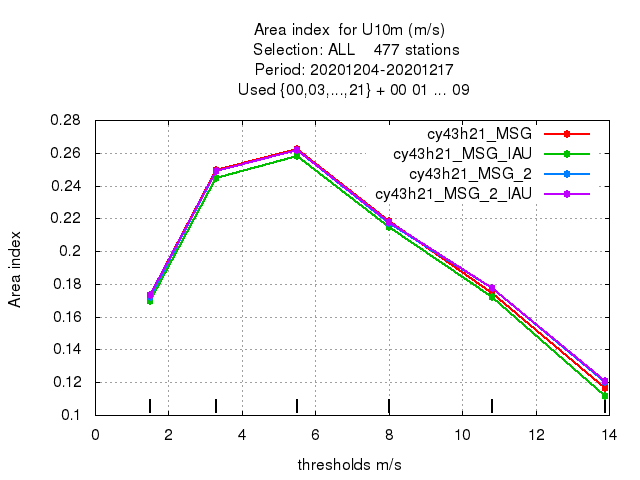 Area index  for U10m (m/s)
Selection: ALL    477 stations
Period: 20201204-20201217
Used {00,03,...,21} + 00 01 ... 09
0.28
0.26
0.24
0.22
0.2
0.18
0.16
0.14
0.12
0.1
Area index
cy43h21_MSG
cy43h21_MSG_IAU
cy43h21_MSG_2
cy43h21_MSG_2_IAU
0 2 4 6 8 10 12 14
thresholds m/s